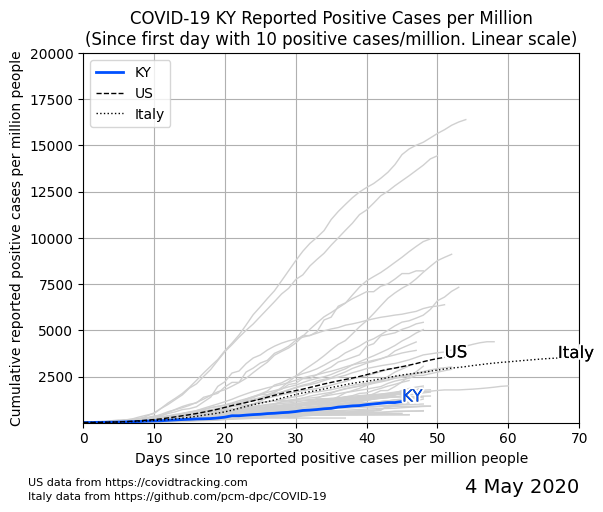 COVID-19 KY Reported Positive Cases per Million
(Since first day with 10 positive cases/million. Linear scale)
Cumulative reported positive cases per million people
20000
17500
15000
12500
10000
7500
5000
2500
KY
US
Italy
US
Italy
KY
0 10 20 30 40 50 60 70
Days since 10 reported positive cases per million people
US data from https://covidtracking.com
Italy data from https://github.com/pcm-dpc/COVID-19
4 May 2020